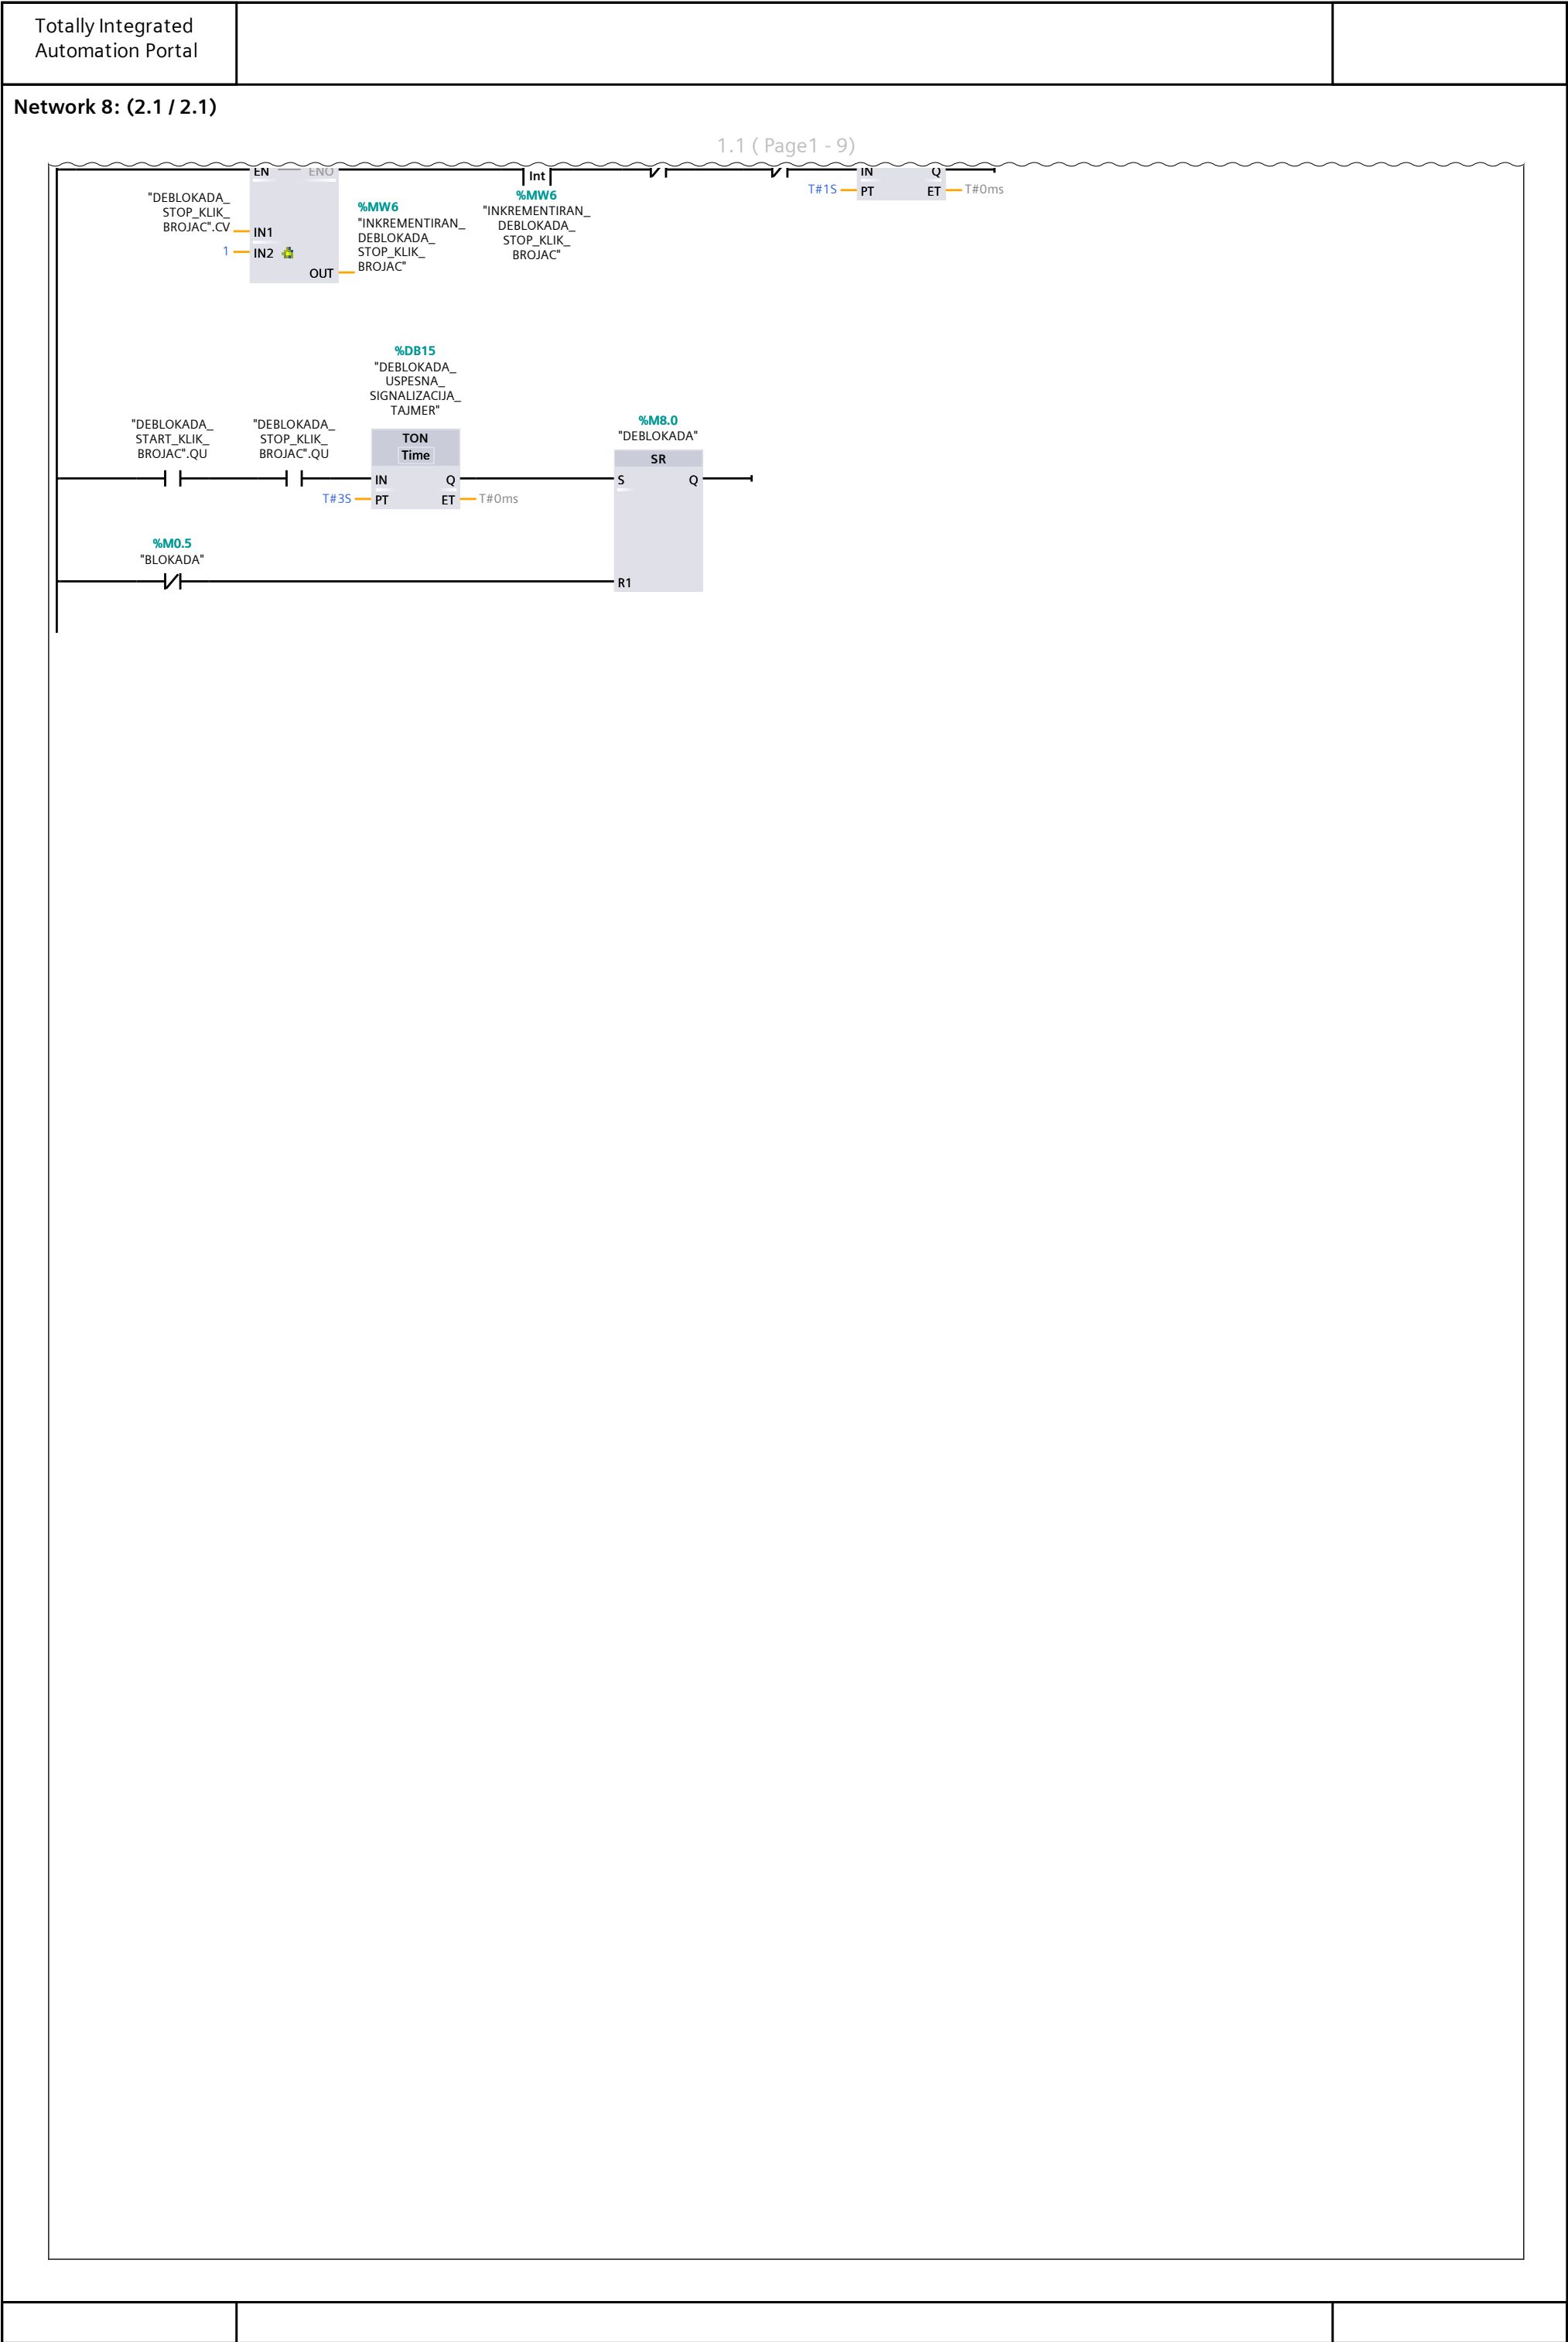 Totally Integrated
Automation Portal
Network 8: (2.1 / 2.1)
1.1 ( Page1 - 9)
EN
ENO
Int
IN
Q
"DEBLOKADA_
STOP_KLIK_
BROJAC".CV
IN1
1
IN2
OUT
%MW6
"INKREMENTIRAN_
DEBLOKADA_
STOP_KLIK_
BROJAC"
%MW6
"INKREMENTIRAN_
DEBLOKADA_
STOP_KLIK_
BROJAC"
T#1S
PT
ET
T#0ms
%DB15
"DEBLOKADA_
USPESNA_
SIGNALIZACIJA_
TAJMER"
"DEBLOKADA_
START_KLIK_
BROJAC".QU
"DEBLOKADA_
STOP_KLIK_
BROJAC".QU
TON
Time
IN
Q
T#3S
PT
ET
T#0ms
%M8.0
"DEBLOKADA"
SR
S
Q
%M0.5
"BLOKADA"
R1